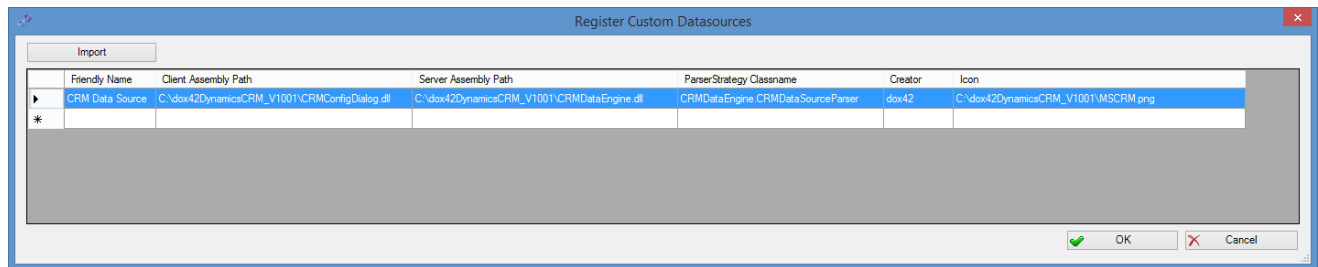 Register Custom Datasources
Import
Friendly Name Client Assembly Path Server Assembly Path ParserStrategy Classname Creator Icon
CRM Data Source C:\dox42DynamicsCRM_V1001\CRMConfigDialog.dll C:\dox42DynamicsCRM_V1001\CRMDataEngine.dll CRMDataEngine.CRMDataSourceParser dox42 C:\dox42DynamicsCRM_V1001\MSCRM.png
OK Cancel